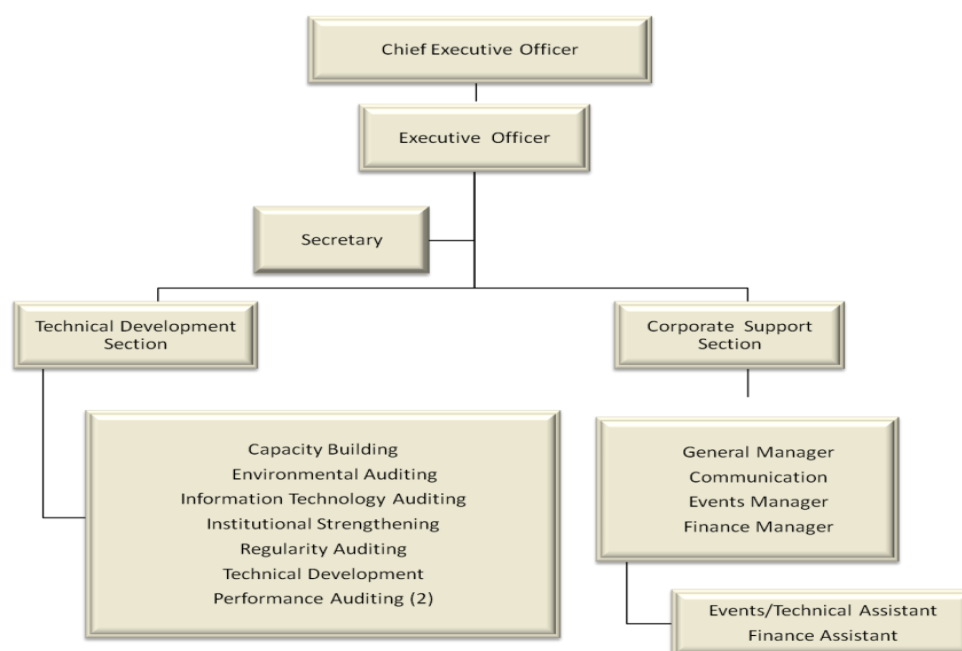 Chief Executive Officer
Executive Officer
Secretary
Technical Development
Section
Corporate Support
Section
Capacity Building
Environmental Auditing
Information Technology Auditing
Institutional Strengthening
Regularity Auditing
Technical Development
Performance Auditing (2)
General Manager
Communication
Events Manager
Finance Manager
Events/Technical Assistant
Finance Assistant